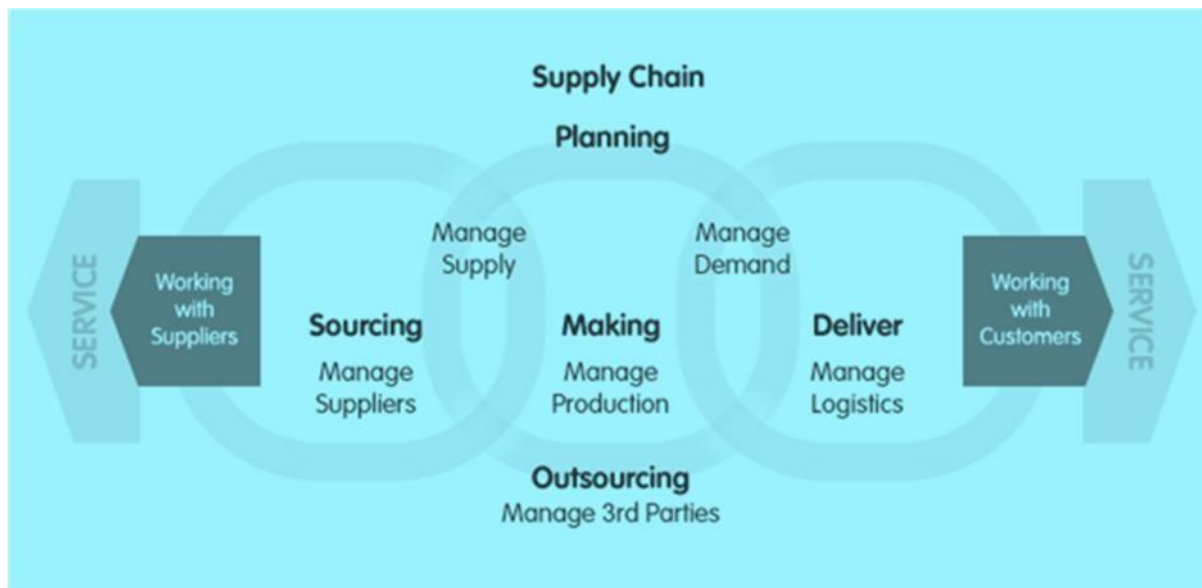 Supply Chain
Planning
Manage
Supply
Manage
Demand
SERVICE
Working
with
Suppliers
Sourcing
Manage
Suppliers
Making
Manage
Production
Deliver
Manage
Logistics
Working
with
Customers
SERVICE
Outsourcing
Manage 3rd Parties